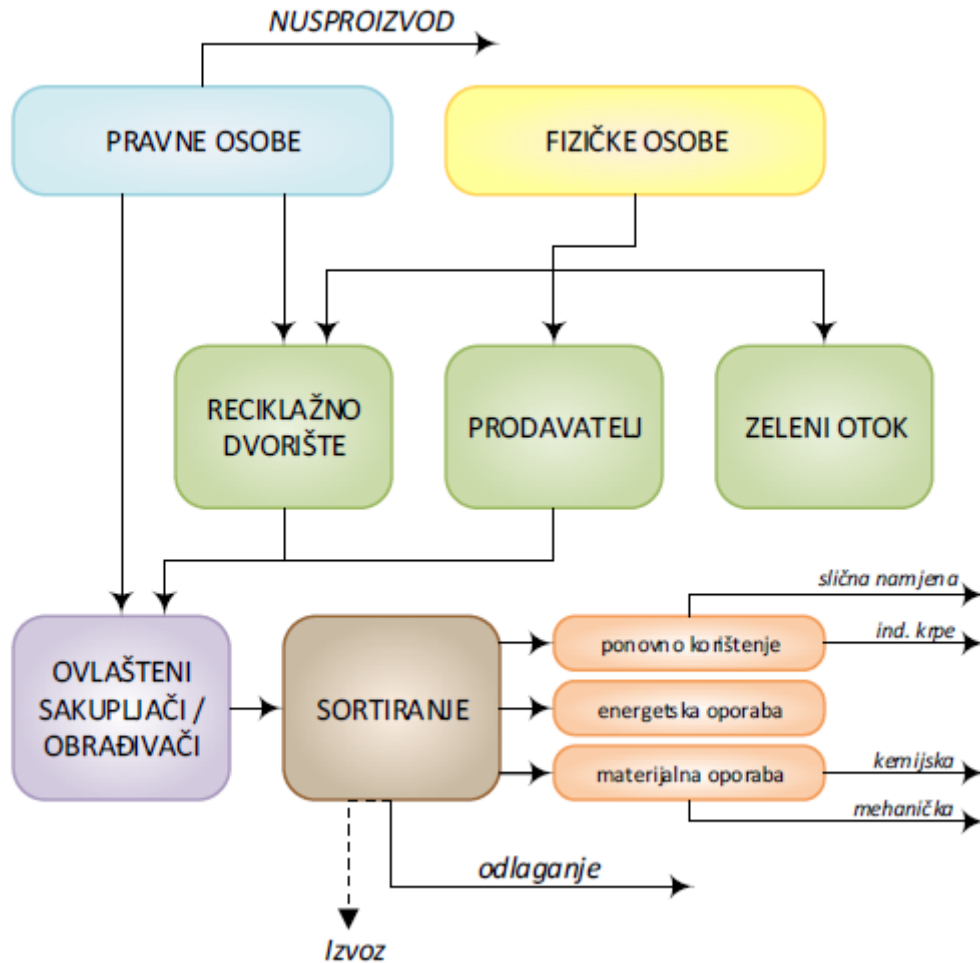 NUSPROIZVOD
PRAVNE OSOBE
FIZIČKE OSOBE
RECIKLAŽNO
DVORIŠTE
PRODAVATELJ
ZELENI OTOK
slična namjena
OVLAŠTENI
SAKUPLJAČI /
OBRAĐIVAČI
SORTIRANJE
ponovno korištenje
ind. krpe
energetska oporaba
materijalna oporaba
kemijska
mehanička
odlaganje
Izvoz